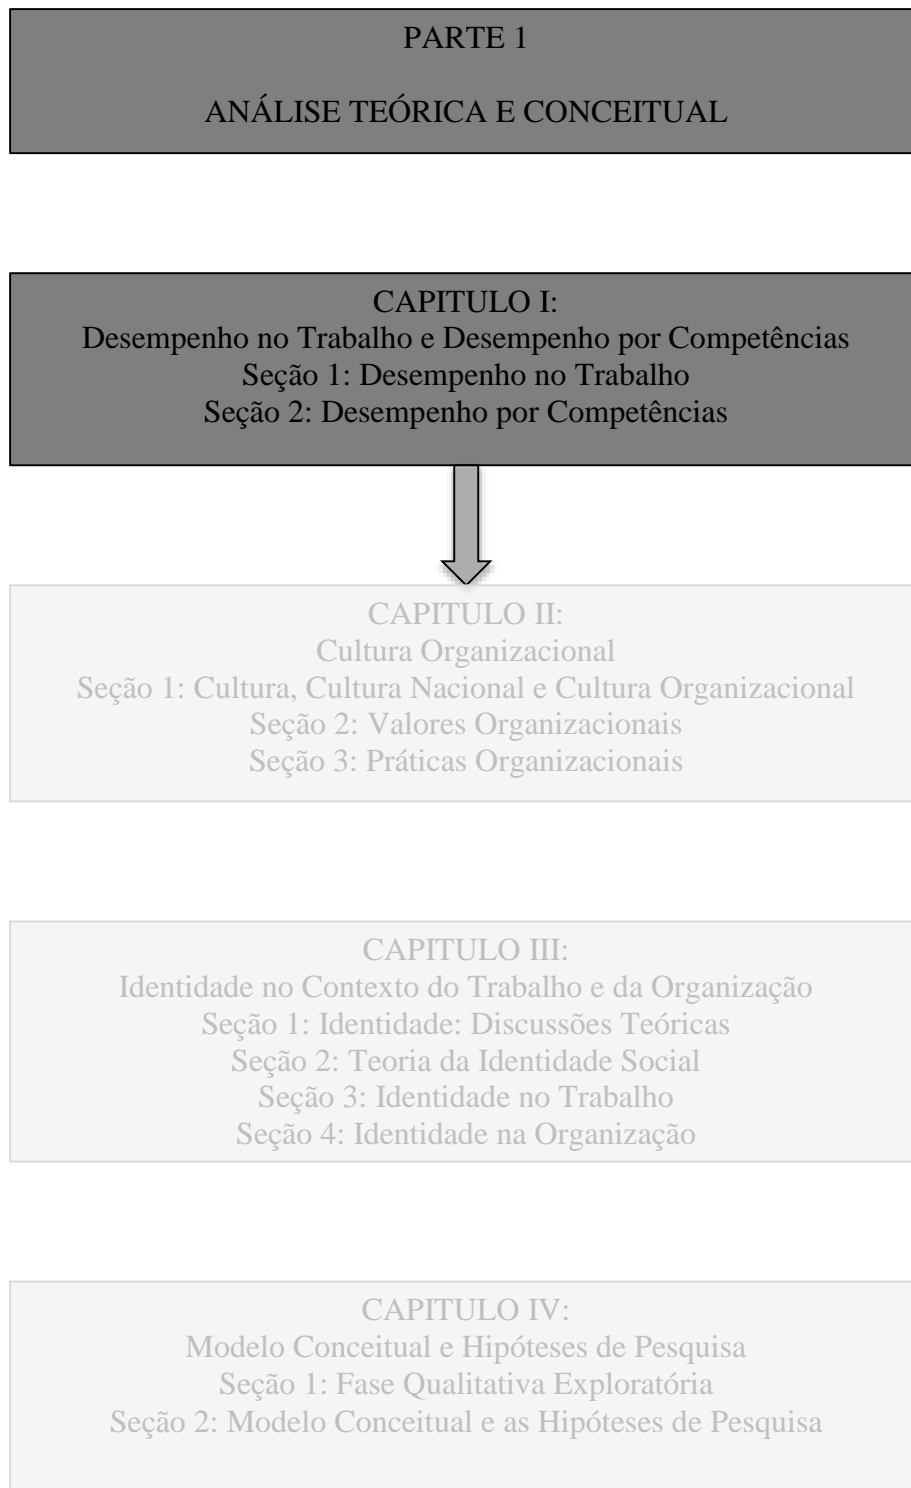 PARTE 1
ANÁLISE TEÓRICA E CONCEITUAL
CAPITULO I:
Desempenho no Trabalho e Desempenho por Competências
Seção 1: Desempenho no Trabalho
Seção 2: Desempenho por Competências
CAPITULO II:
Cultura Organizacional
Seção 1: Cultura, Cultura Nacional e Cultura Organizacional
Seção 2: Valores Organizacionais
Seção 3: Práticas Organizacionais
CAPITULO III:
Identidade no Contexto do Trabalho e da Organização
Seção 1: Identidade: Discussões Teóricas
Seção 2: Teoria da Identidade Social
Seção 3: Identidade no Trabalho
Seção 4: Identidade na Organização
CAPITULO IV:
Modelo Conceitual e Hipóteses de Pesquisa
Seção 1: Fase Qualitativa Exploratória
Seção 2: Modelo Conceitual e as Hipóteses de Pesquisa